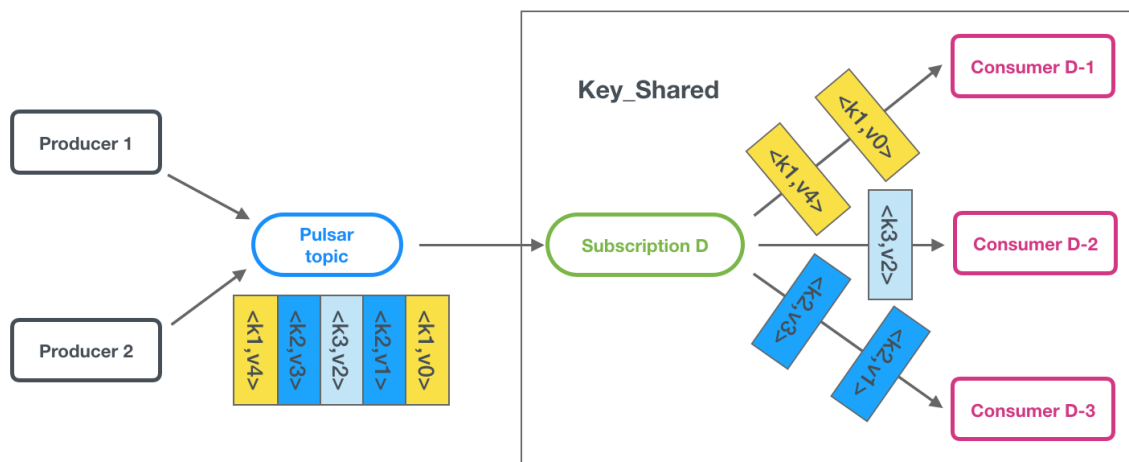 Producer 1
Producer 2
Pulsar
topic
<k1,v4>
<k2,v3>
<k3,v2>
<k2,v1>
<k1,v0>
Key_Shared
Subscription D
<k1,v4>
<k1,v0>
<k3,v2>
<k2,v3>
<k2,v1>
Consumer D-1
Consumer D-2
Consumer D-3